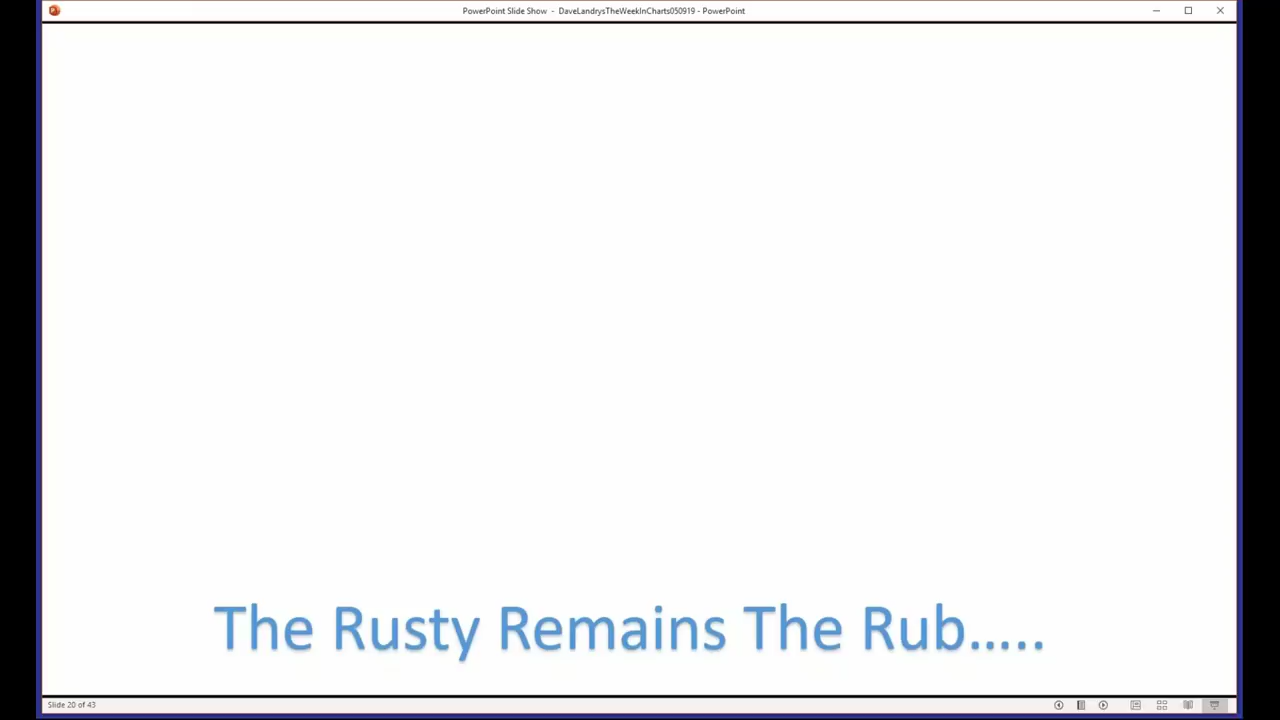 PowerPoint Slide Show - DaveLandrysTheWeekInCharts050919 - PowerPoint
The Rusty Remains The Rub.....
Slide 20 of 43